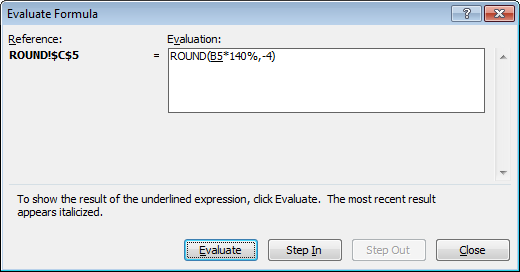 Evaluate Formula
Reference: Evaluation:
ROUND!$C$5 = ROUND(B5*140%,-4)
To show the result of the underlined expression, click Evaluate.  The most recent result
appears italicized.
Evaluate Step In Step Out Close